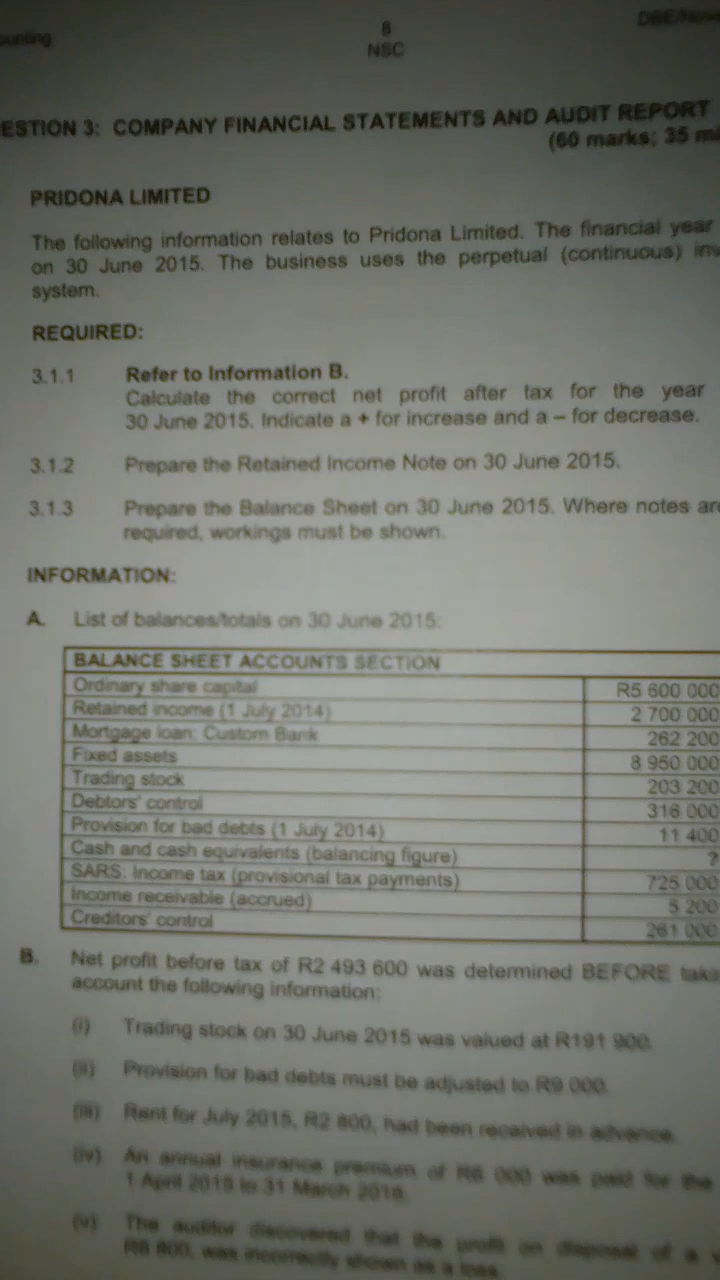 8
NSC
ESTION 3: COMPANY FINANCIAL STATEMENTS AND AUDIT REPORT
(60 marks; 35
PRIDONA LIMITED
The following information relates to Pridona Limited. The financial year
on 30 June 2015. The business uses the perpetual (continuous)
system.
REQUIRED:
3.1.1 Refer to Information B.
Calculate the correct net profit after tax for the year
30 June 2015. Indicate a + for increase and a – for decrease.
3.1.2 Prepare the Retained Income Note on 30 June 2015.
3.1.3 Prepare the Balance Sheet on 30 June 2015. Where notes
required, workings must be shown.
INFORMATION:
A. List of balances/totals on 30 June 2015:
BALANCE SHEET ACCOUNTS SECTION
Ordinary share capital R5 600 000
Retained income (1 July 2014) 2 700 000
Mortgage loan: Custom Bank 262 200
Fixed assets 8 950 000
Trading stock 203 200
Debtors' control 316 000
Provision for bad debts (1 July 2014) 11 400
Cash and cash equivalents (balancing figure) ?
SARS: Income tax (provisional tax payments) 725 000
Income receivable (accrued) 5 200
Creditors' control 261 000
B. Net profit before tax of R2 493 600 was determined BEFORE
account the following information:
(i) Trading stock on 30 June 2015 was valued at R191 900.
(ii) Provision for bad debts must be adjusted to R9 000.
(iii) Rent for July 2015, R2 800, had been received in advance.
(iv) An annual insurance premium of R6 000 was paid for the
1 April 2015 to 31 March 2016.
(v) The auditor discovered that the profit on disposal of a
was incorrectly shown as a loss.